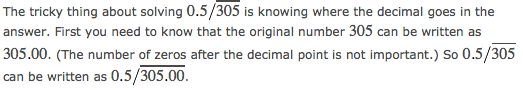 The tricky thing about solving 0.5/305 is knowing where the decimal goes in the
answer. First you need to know that the original number 305 can be written as
305.00. (The number of zeros after the decimal point is not important.) So 0.5/305
can be written as 0.5/305.00.